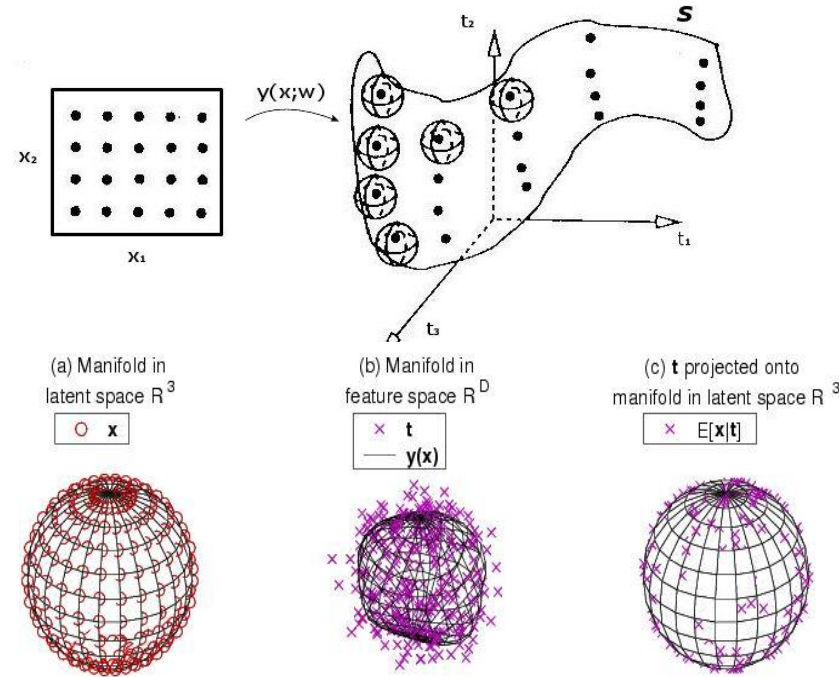 S
t₂
y(x;w)
x₂
x₁
t₁
t₃
(a) Manifold in
latent space R³
x
(b) Manifold in
feature space Rᴰ
t
y(x)
(c) t projected onto
manifold in latent space R³
E[x|t]